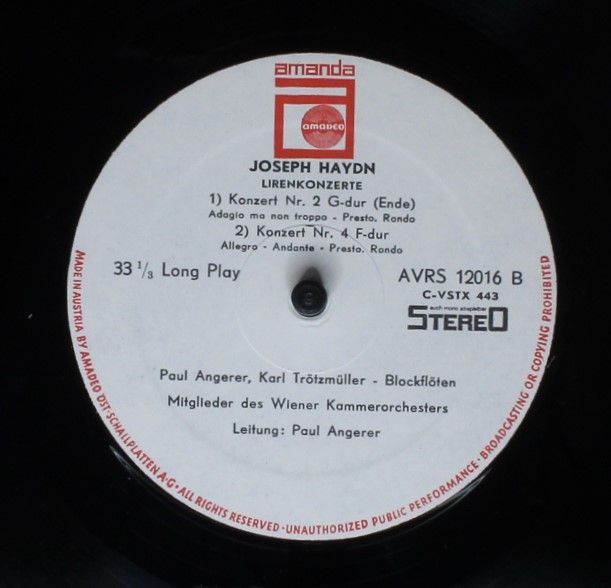 amanda
AMADEO
JOSEPH HAYDN
LIRENKONZERTE
1) Konzert Nr. 2 G-dur (Ende)
Adagio ma non troppo - Presto. Rondo
2) Konzert Nr. 4 F-dur
Allegro - Andante - Presto. Rondo
33 1/3 Long Play
AVRS 12016 B
C-VSTX 443
auch mono abspielbar
STEREO
Paul Angerer, Karl Trötzmüller - Blockflöten
Mitglieder des Wiener Kammerorchesters
Leitung: Paul Angerer
MADE IN AUSTRIA BY AMADEO ÖST. SCHALLPLATTEN A·G · ALL RIGHTS RESERVED · UNAUTHORIZED PUBLIC PERFORMANCE · BROADCASTING OR COPYING PROHIBITED